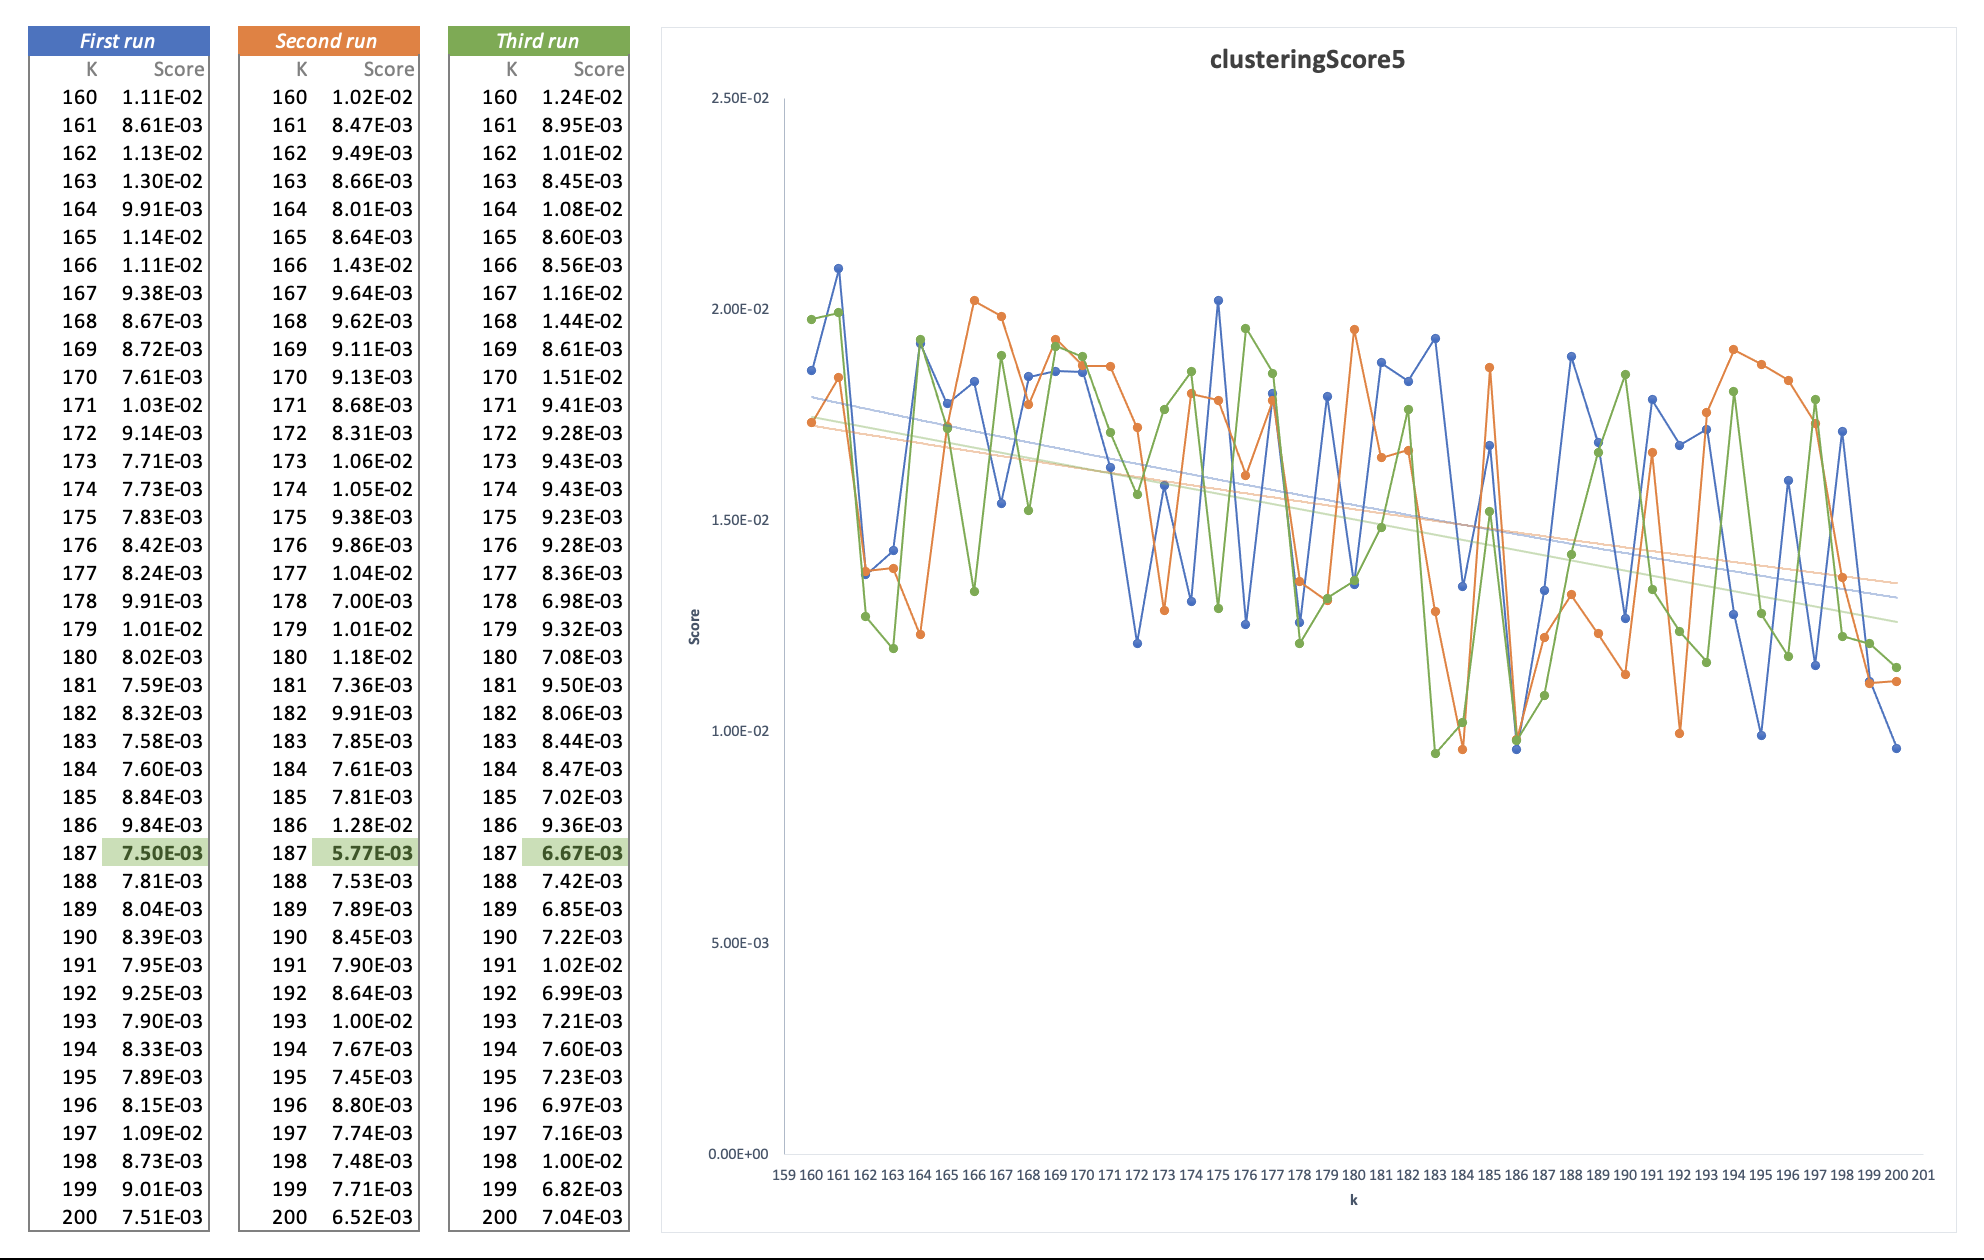 First run Second run Third run
K Score K Score K Score
160 1.11E-02 160 1.02E-02 160 1.24E-02
161 8.61E-03 161 8.47E-03 161 8.95E-03
162 1.13E-02 162 9.49E-03 162 1.01E-02
163 1.30E-02 163 8.66E-03 163 8.45E-03
164 9.91E-03 164 8.01E-03 164 1.08E-02
165 1.14E-02 165 8.64E-03 165 8.60E-03
166 1.11E-02 166 1.43E-02 166 8.56E-03
167 9.38E-03 167 9.64E-03 167 1.16E-02
168 8.67E-03 168 9.62E-03 168 1.44E-02
169 8.72E-03 169 9.11E-03 169 8.61E-03
170 7.61E-03 170 9.13E-03 170 1.51E-02
171 1.03E-02 171 8.68E-03 171 9.41E-03
172 9.14E-03 172 8.31E-03 172 9.28E-03
173 7.71E-03 173 1.06E-02 173 9.43E-03
174 7.73E-03 174 1.05E-02 174 9.43E-03
175 7.83E-03 175 9.38E-03 175 9.23E-03
176 8.42E-03 176 9.86E-03 176 9.28E-03
177 8.24E-03 177 1.04E-02 177 8.36E-03
178 9.91E-03 178 7.00E-03 178 6.98E-03
179 1.01E-02 179 1.01E-02 179 9.32E-03
180 8.02E-03 180 1.18E-02 180 7.08E-03
181 7.59E-03 181 7.36E-03 181 9.50E-03
182 8.32E-03 182 9.91E-03 182 8.06E-03
183 7.58E-03 183 7.85E-03 183 8.44E-03
184 7.60E-03 184 7.61E-03 184 8.47E-03
185 8.84E-03 185 7.81E-03 185 7.02E-03
186 9.84E-03 186 1.28E-02 186 9.36E-03
187 7.50E-03 187 5.77E-03 187 6.67E-03
188 7.81E-03 188 7.53E-03 188 7.42E-03
189 8.04E-03 189 7.89E-03 189 6.85E-03
190 8.39E-03 190 8.45E-03 190 7.22E-03
191 7.95E-03 191 7.90E-03 191 1.02E-02
192 9.25E-03 192 8.64E-03 192 6.99E-03
193 7.90E-03 193 1.00E-02 193 7.21E-03
194 8.33E-03 194 7.67E-03 194 7.60E-03
195 7.89E-03 195 7.45E-03 195 7.23E-03
196 8.15E-03 196 8.80E-03 196 6.97E-03
197 1.09E-02 197 7.74E-03 197 7.16E-03
198 8.73E-03 198 7.48E-03 198 1.00E-02
199 9.01E-03 199 7.71E-03 199 6.82E-03
200 7.51E-03 200 6.52E-03 200 7.04E-03
clusteringScore5
2.50E-02
2.00E-02
1.50E-02
1.00E-02
5.00E-03
0.00E+00
Score
159 160 161 162 163 164 165 166 167 168 169 170 171 172 173 174 175 176 177 178 179 180 181 182 183 184 185 186 187 188 189 190 191 192 193 194 195 196 197 198 199 200 201
k